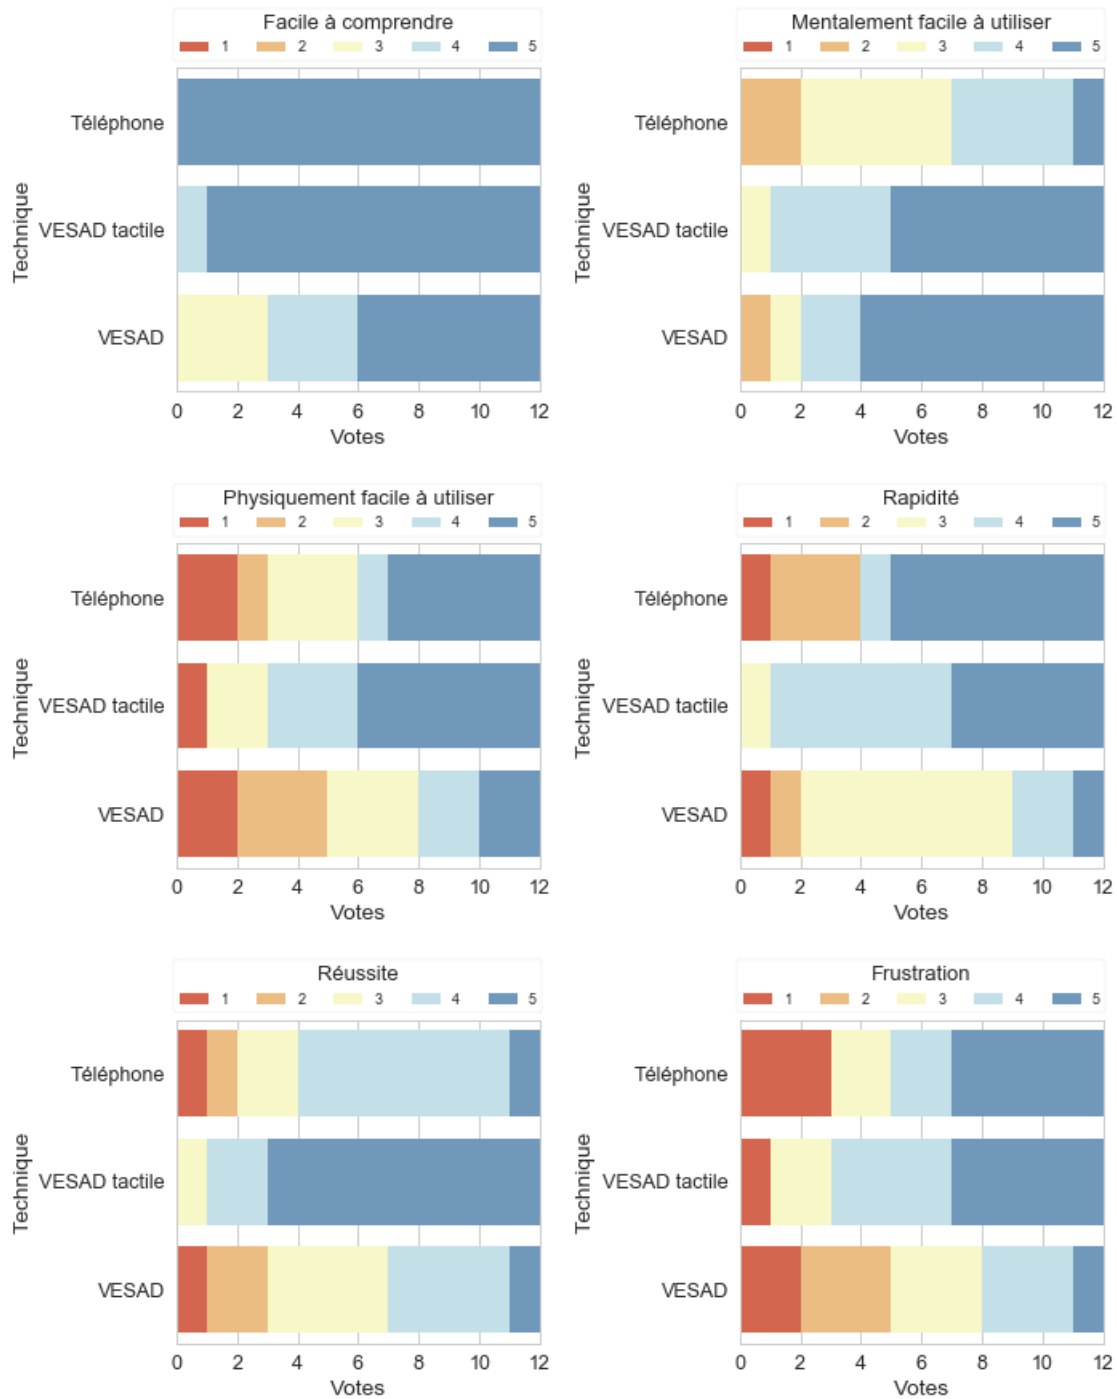 Facile à comprendre
1 2 3 4 5
Technique
Téléphone
VESAD tactile
VESAD
0 2 4 6 8 10 12
Votes
Mentalement facile à utiliser
1 2 3 4 5
Technique
Téléphone
VESAD tactile
VESAD
0 2 4 6 8 10 12
Votes
Physiquement facile à utiliser
1 2 3 4 5
Technique
Téléphone
VESAD tactile
VESAD
0 2 4 6 8 10 12
Votes
Rapidité
1 2 3 4 5
Technique
Téléphone
VESAD tactile
VESAD
0 2 4 6 8 10 12
Votes
Réussite
1 2 3 4 5
Technique
Téléphone
VESAD tactile
VESAD
0 2 4 6 8 10 12
Votes
Frustration
1 2 3 4 5
Technique
Téléphone
VESAD tactile
VESAD
0 2 4 6 8 10 12
Votes